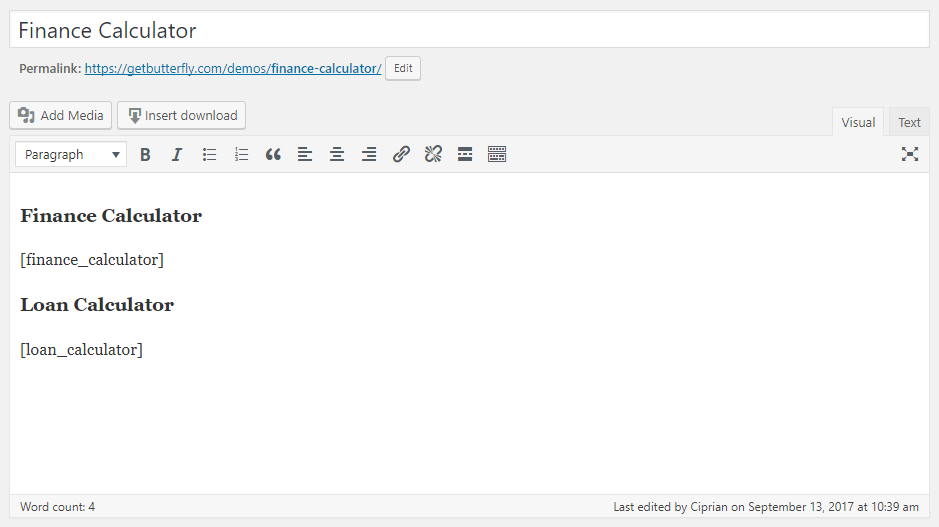 Finance Calculator
Permalink: https://getbutterfly.com/demos/finance-calculator/ Edit
Add Media Insert download
Visual Text
Paragraph B I
Finance Calculator
[finance_calculator]
Loan Calculator
[loan_calculator]
Word count: 4 Last edited by Ciprian on September 13, 2017 at 10:39 am